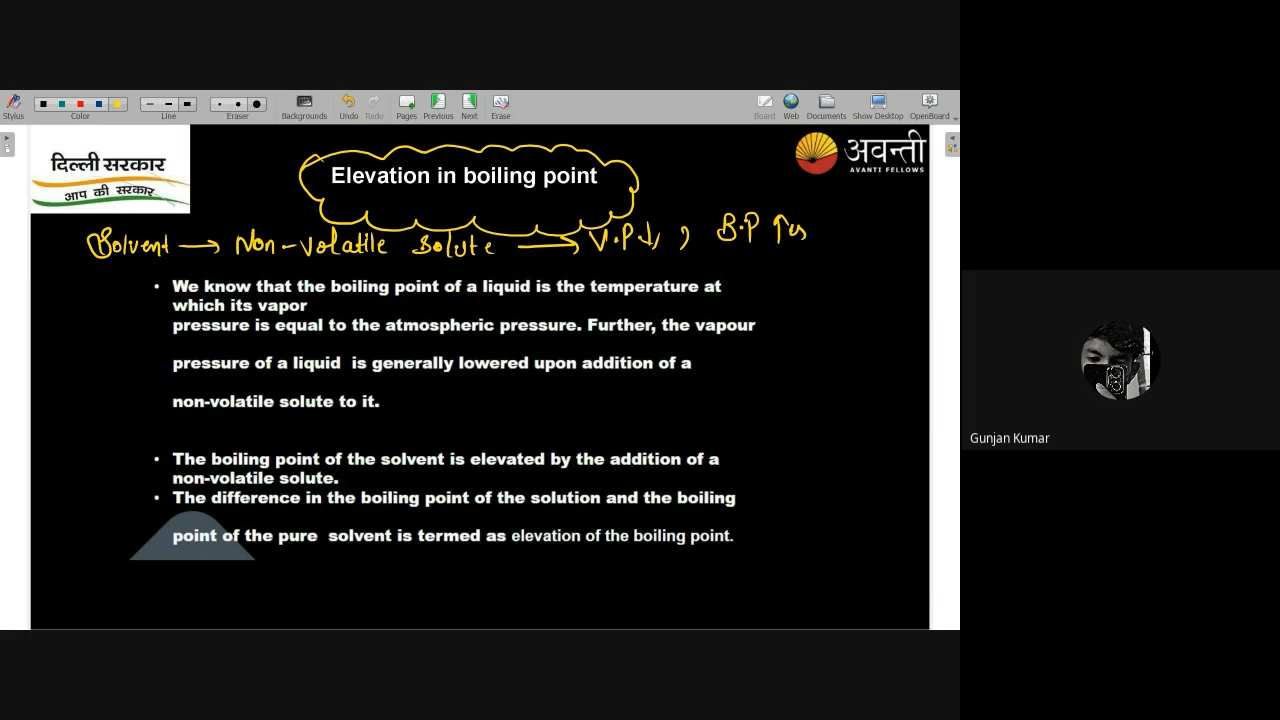 Stylus
Color
Line
Eraser
Backgrounds
Undo
Redo
Pages
Previous
Next
Erase
Board
Web
Documents
Show Desktop
OpenBoard
दिल्ली सरकार
आप की सरकार
Elevation in boiling point
अवन्ती
AVANTI FELLOWS
Solvent → Non-Volatile Solute → V.P ↓, B.P ↑es
• We know that the boiling point of a liquid is the temperature at
which its vapor
pressure is equal to the atmospheric pressure. Further, the vapour
pressure of a liquid is generally lowered upon addition of a
non-volatile solute to it.
• The boiling point of the solvent is elevated by the addition of a
non-volatile solute.
• The difference in the boiling point of the solution and the boiling
point of the pure solvent is termed as elevation of the boiling point.
Gunjan Kumar